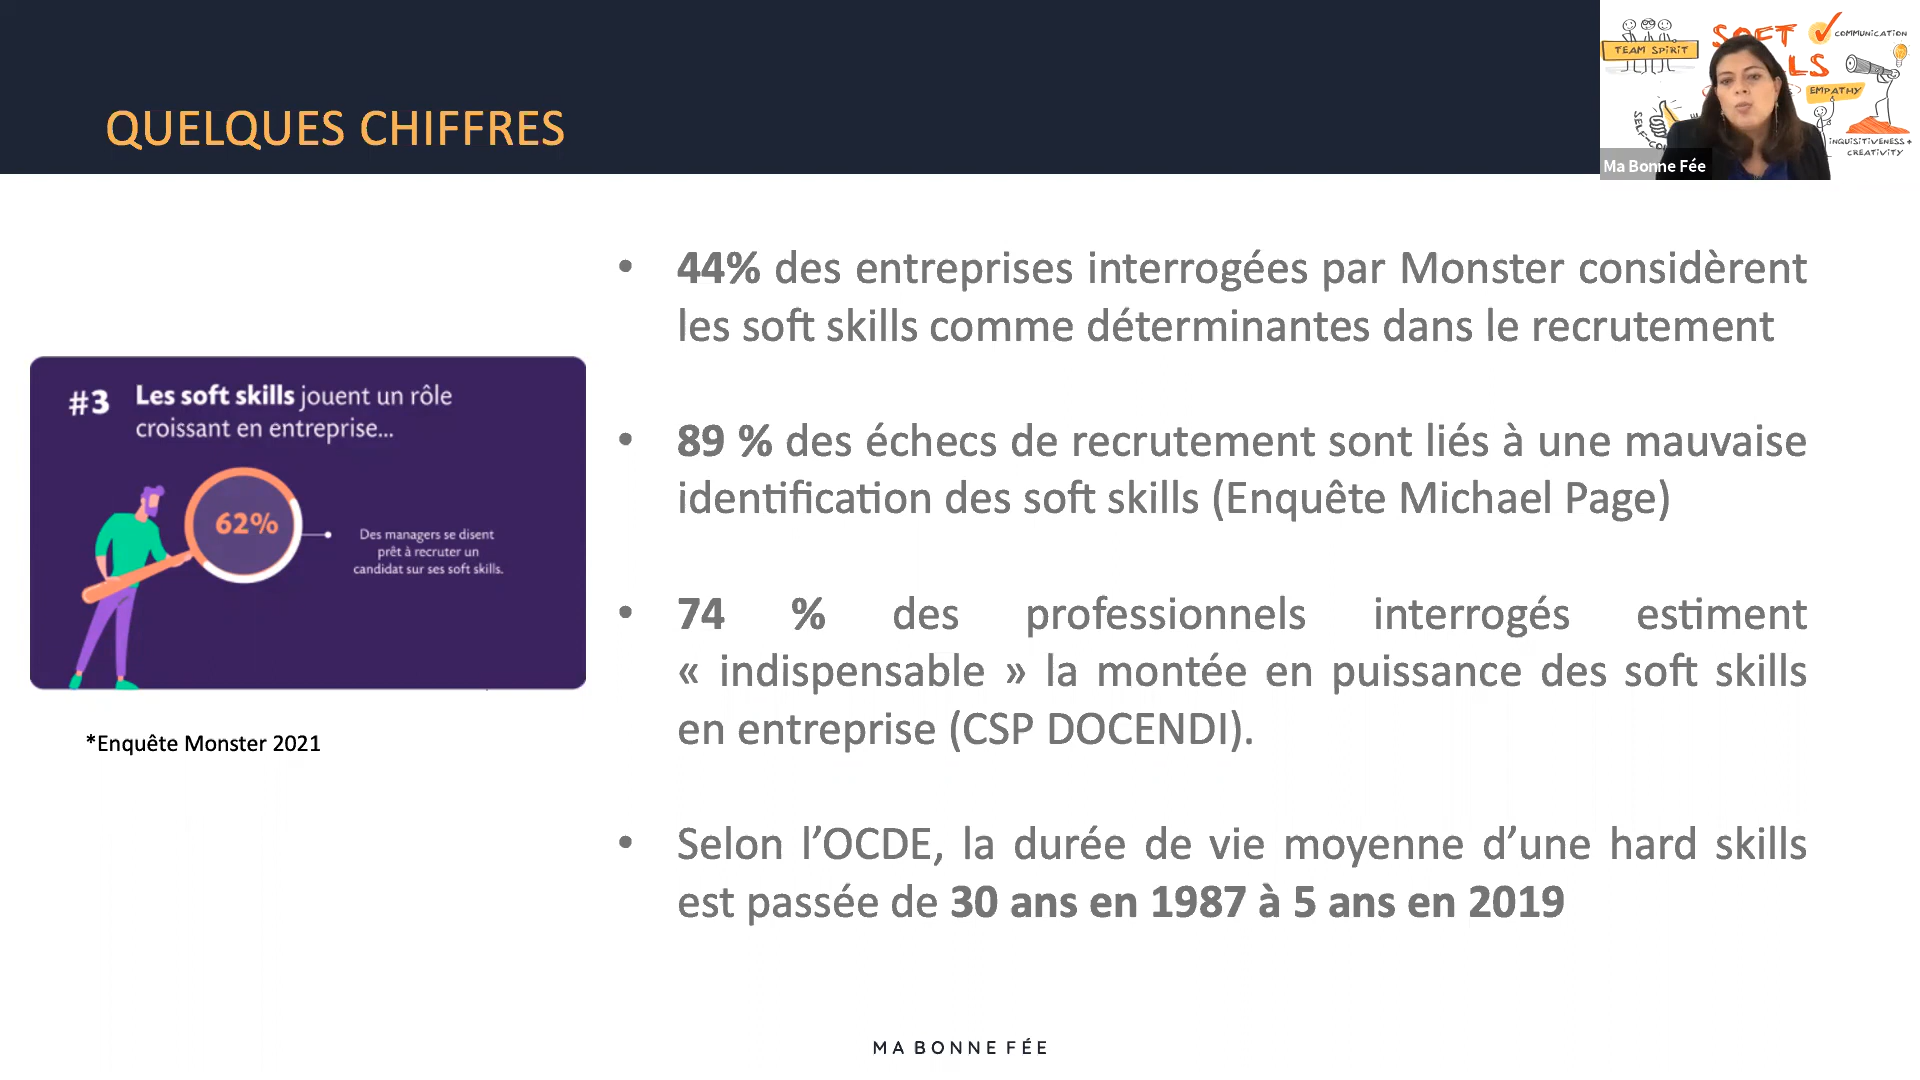 QUELQUES CHIFFRES
TEAM SPIRIT
COMMUNICATION
EMPATHY
INQUISITIVENESS +
CREATIVITY
Ma Bonne Fée
#3 Les soft skills jouent un rôle
croissant en entreprise...
62%
Des managers se disent
prêt à recruter un
candidat sur ses soft skills.
*Enquête Monster 2021
• 44% des entreprises interrogées par Monster considèrent
les soft skills comme déterminantes dans le recrutement
• 89 % des échecs de recrutement sont liés à une mauvaise
identification des soft skills (Enquête Michael Page)
• 74 % des professionnels interrogés estiment
« indispensable » la montée en puissance des soft skills
en entreprise (CSP DOCENDI).
• Selon l’OCDE, la durée de vie moyenne d’une hard skills
est passée de 30 ans en 1987 à 5 ans en 2019
MA BONNE FÉE